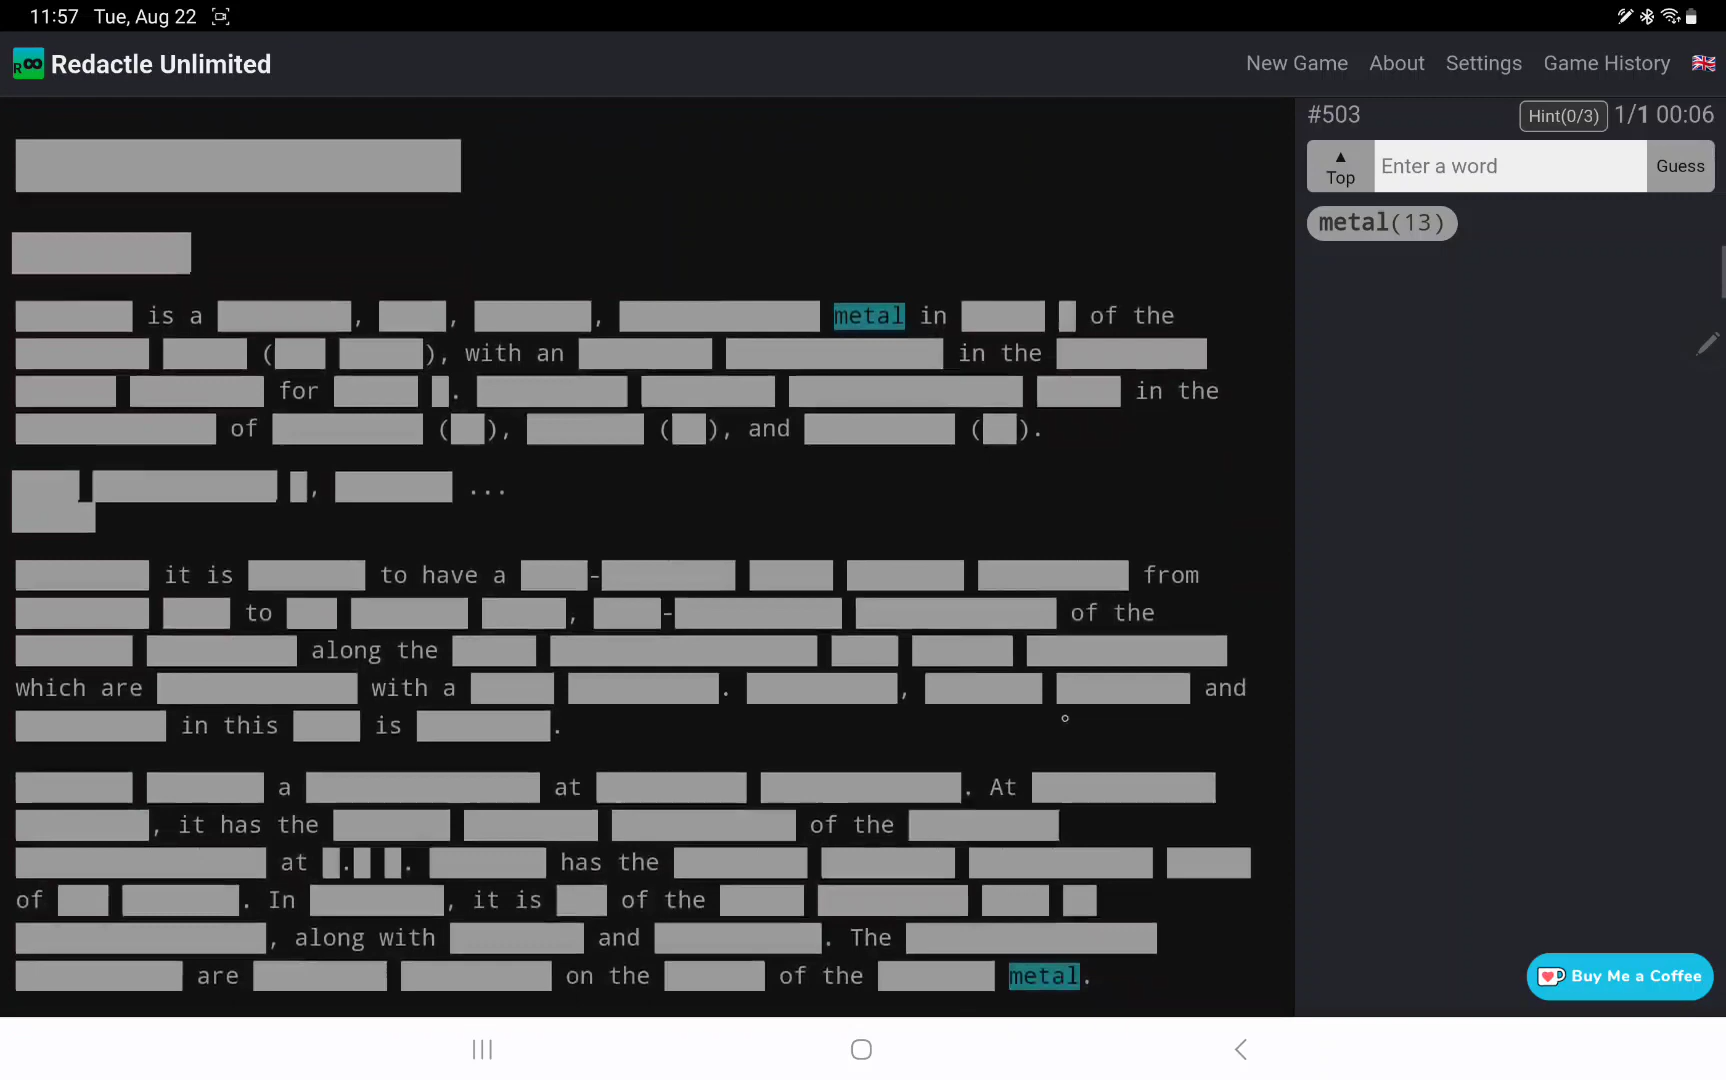 11:57 Tue, Aug 22
R∞ Redactle Unlimited
New Game About Settings Game History
#503 Hint(0/3) 1/1 00:06
▲ Top Enter a word Guess
metal(13)
is a , , , metal in of the
( ), with an in the
for . in the
of ( ), ( ), and ( ).
, ...
it is to have a - from
to , - of the
along the
which are with a . , and
in this is .
a at . At
, it has the of the
at . . has the
of . In , it is of the
, along with and . The
are on the of the metal.
Buy Me a Coffee